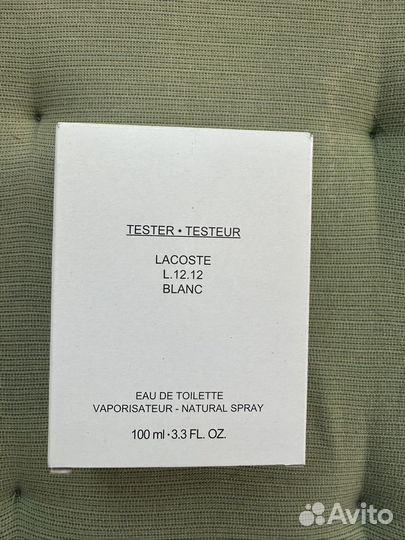 TESTER • TESTEUR
LACOSTE
L.12.12
BLANC
EAU DE TOILETTE
VAPORISATEUR - NATURAL SPRAY
100 ml · 3.3 FL. OZ.
Avito